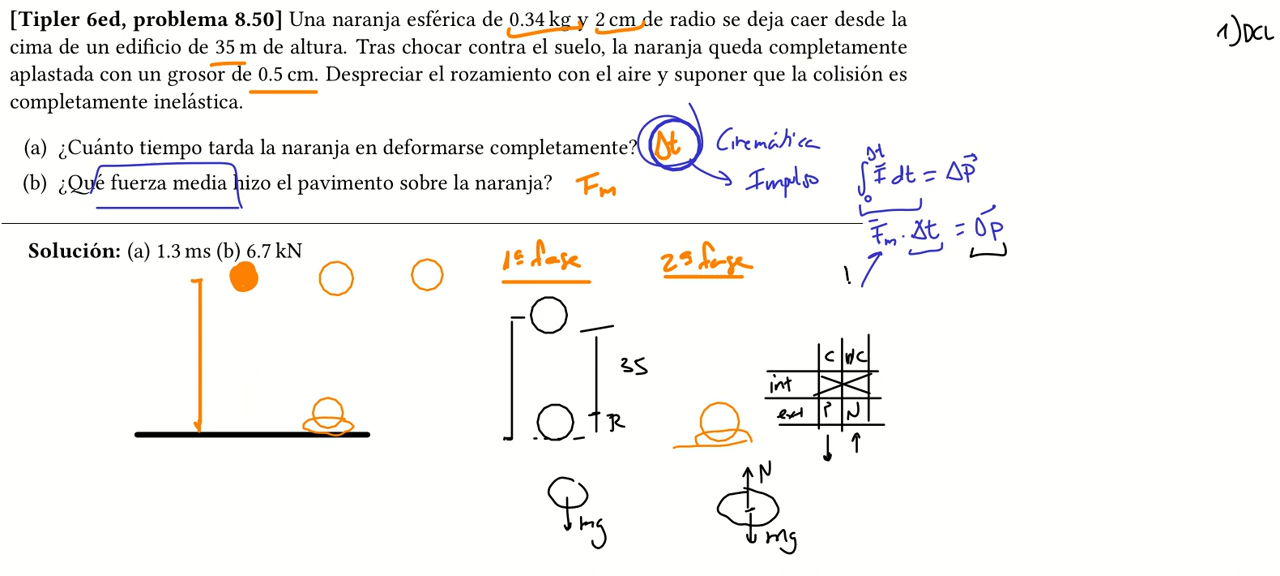 [Tipler 6ed, problema 8.50] Una naranja esférica de 0.34 kg y 2 cm de radio se deja caer desde la
cima de un edificio de 35 m de altura. Tras chocar contra el suelo, la naranja queda completamente
aplastada con un grosor de 0.5 cm. Despreciar el rozamiento con el aire y suponer que la colisión es
completamente inelástica.
1) DCL
(a) ¿Cuánto tiempo tarda la naranja en deformarse completamente? Δt Cinemática
(b) ¿Qué fuerza media hizo el pavimento sobre la naranja? Fm Impulso
∫₀^Δt F⃗ dt = Δp⃗
F̄m · Δt = Δp⃗
!
Solución: (a) 1.3 ms (b) 6.7 kN
1ª fase 2ª fase
35
R
C NC
int
ext P N
mg
N
mg